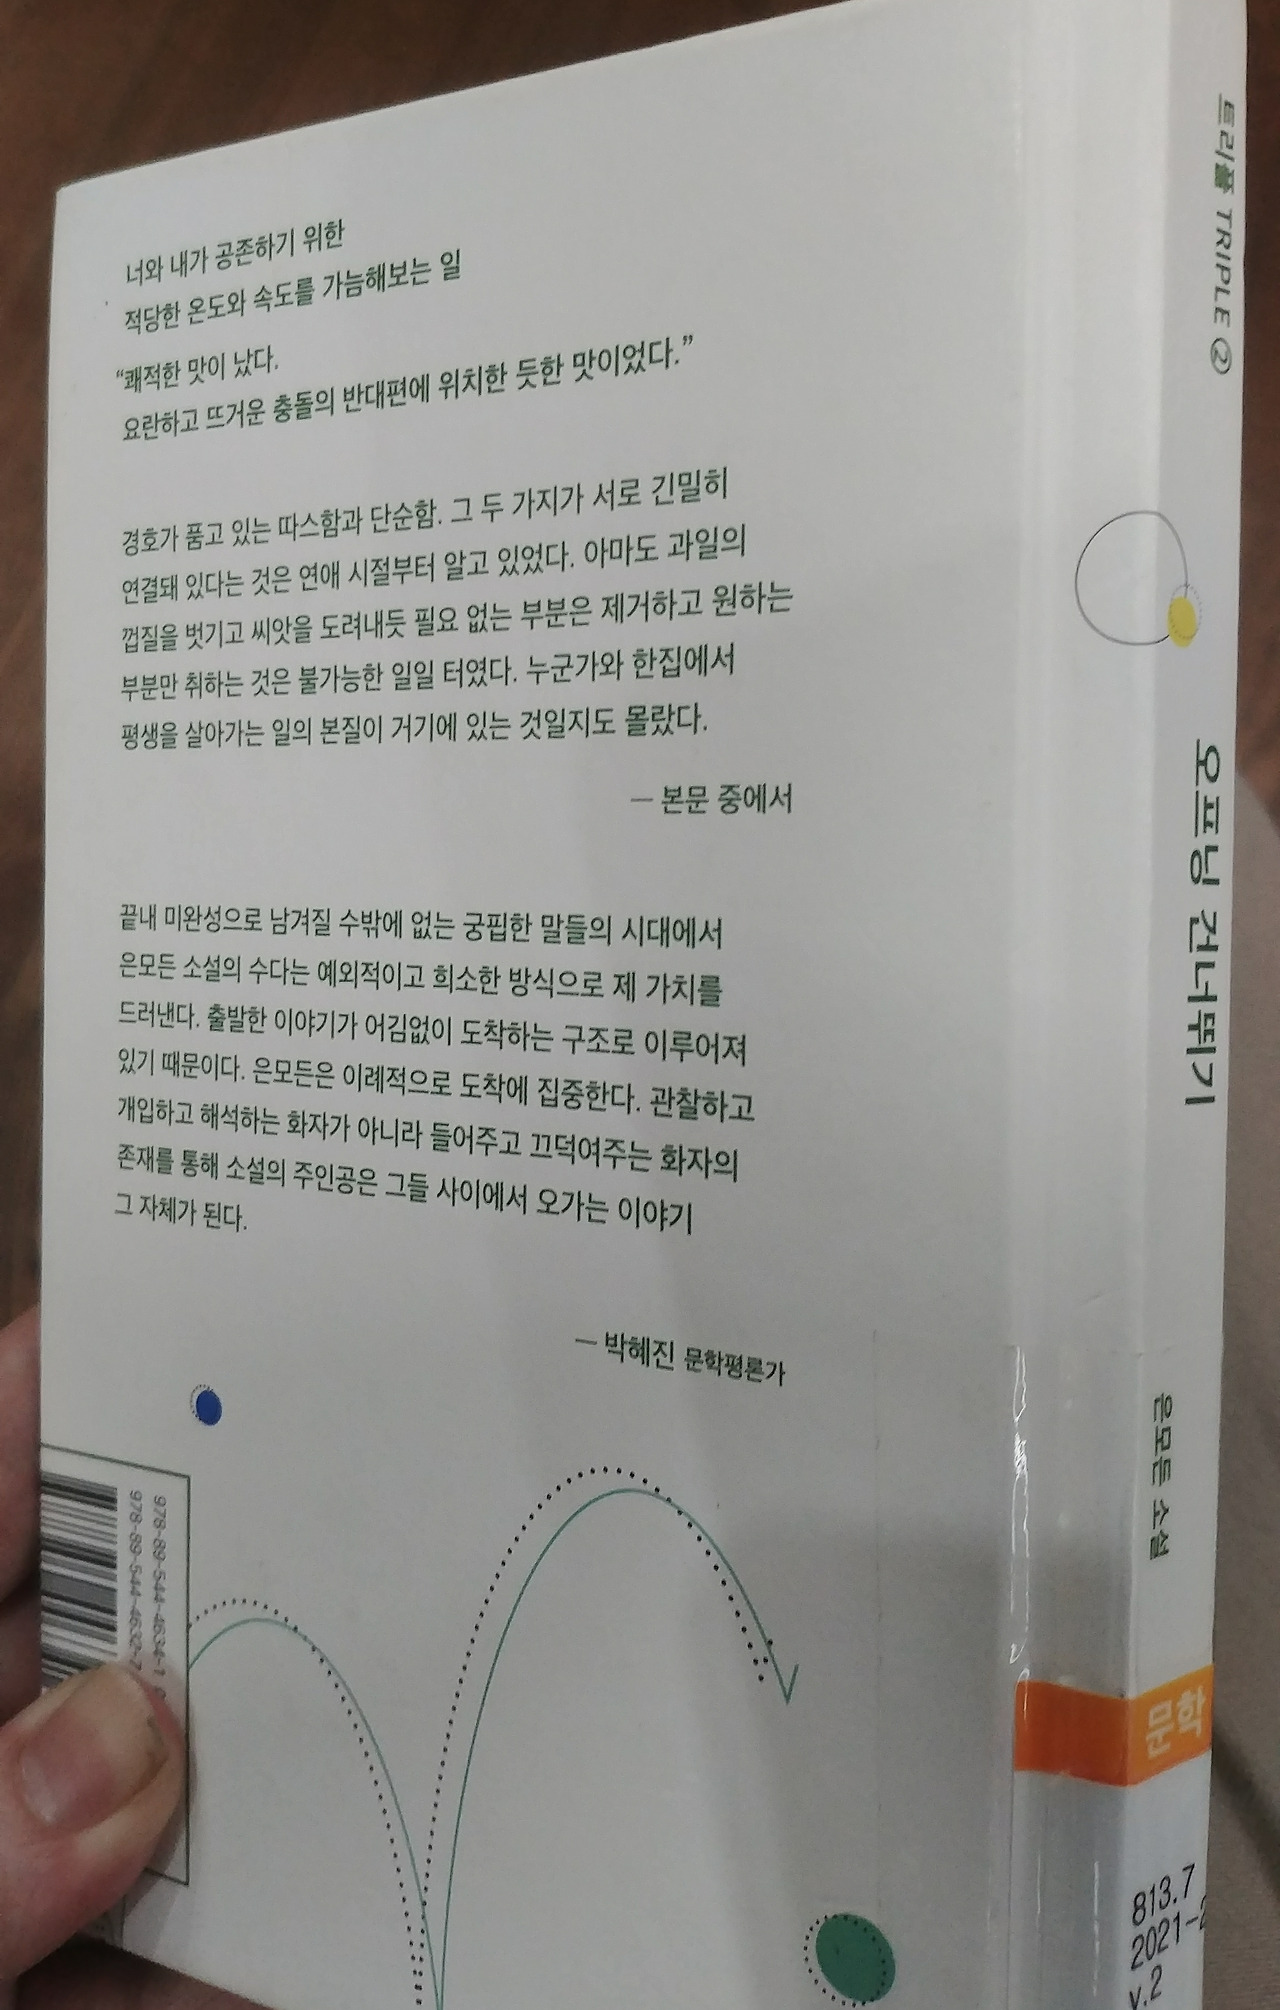 너와 내가 공존하기 위한
적당한 온도와 속도를 가늠해보는 일
“쾌적한 맛이 났다.
요란하고 뜨거운 충돌의 반대편에 위치한 듯한 맛이었다.”
경호가 품고 있는 따스함과 단순함. 그 두 가지가 서로 긴밀히
연결돼 있다는 것은 연애 시절부터 알고 있었다. 아마도 과일의
껍질을 벗기고 씨앗을 도려내듯 필요 없는 부분은 제거하고 원하는
부분만 취하는 것은 불가능한 일일 터였다. 누군가와 한집에서
평생을 살아가는 일의 본질이 거기에 있는 것일지도 몰랐다.
— 본문 중에서
끝내 미완성으로 남겨질 수밖에 없는 궁핍한 말들의 시대에서
은모든 소설의 수다는 예외적이고 희소한 방식으로 제 가치를
드러낸다. 출발한 이야기가 어김없이 도착하는 구조로 이루어져
있기 때문이다. 은모든은 이례적으로 도착에 집중한다. 관찰하고
개입하고 해석하는 화자가 아니라 들어주고 끄덕여주는 화자의
존재를 통해 소설의 주인공은 그들 사이에서 오가는 이야기
그 자체가 된다.
— 박혜진 문학평론가
978-89-544-4634-1
978-89-544-4632-7
트리플 TRIPLE ②
오프닝 건너뛰기
은모든 소설
문학
813.7
2021-2
v.2